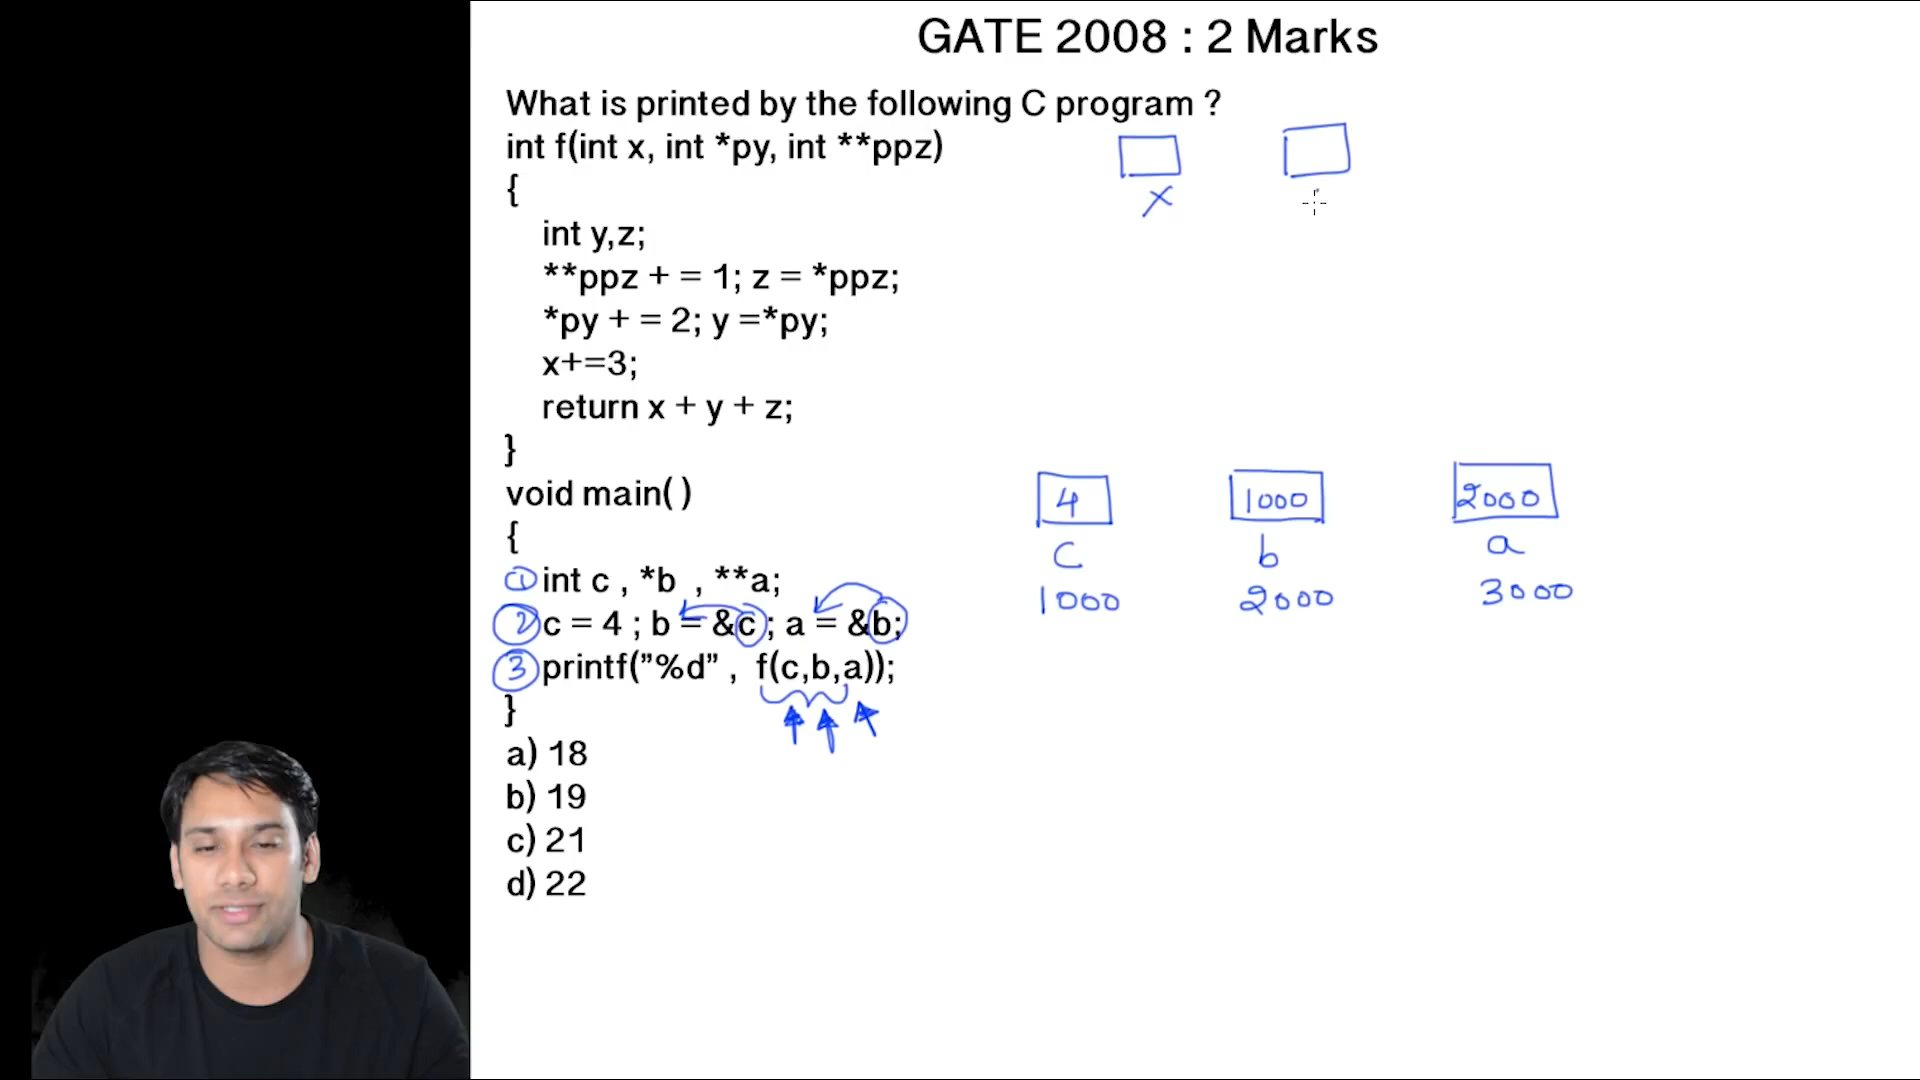 GATE 2008 : 2 Marks
What is printed by the following C program ?
int f(int x, int *py, int **ppz)
{
int y,z;
**ppz + = 1; z = *ppz;
*py + = 2; y =*py;
x+=3;
return x + y + z;
}
void main( )
{
① int c , *b , **a;
② c = 4 ; b = &c ; a = &b;
③ printf("%d" , f(c,b,a));
}
a) 18
b) 19
c) 21
d) 22
x
4 1000 2000
c b a
1000 2000 3000